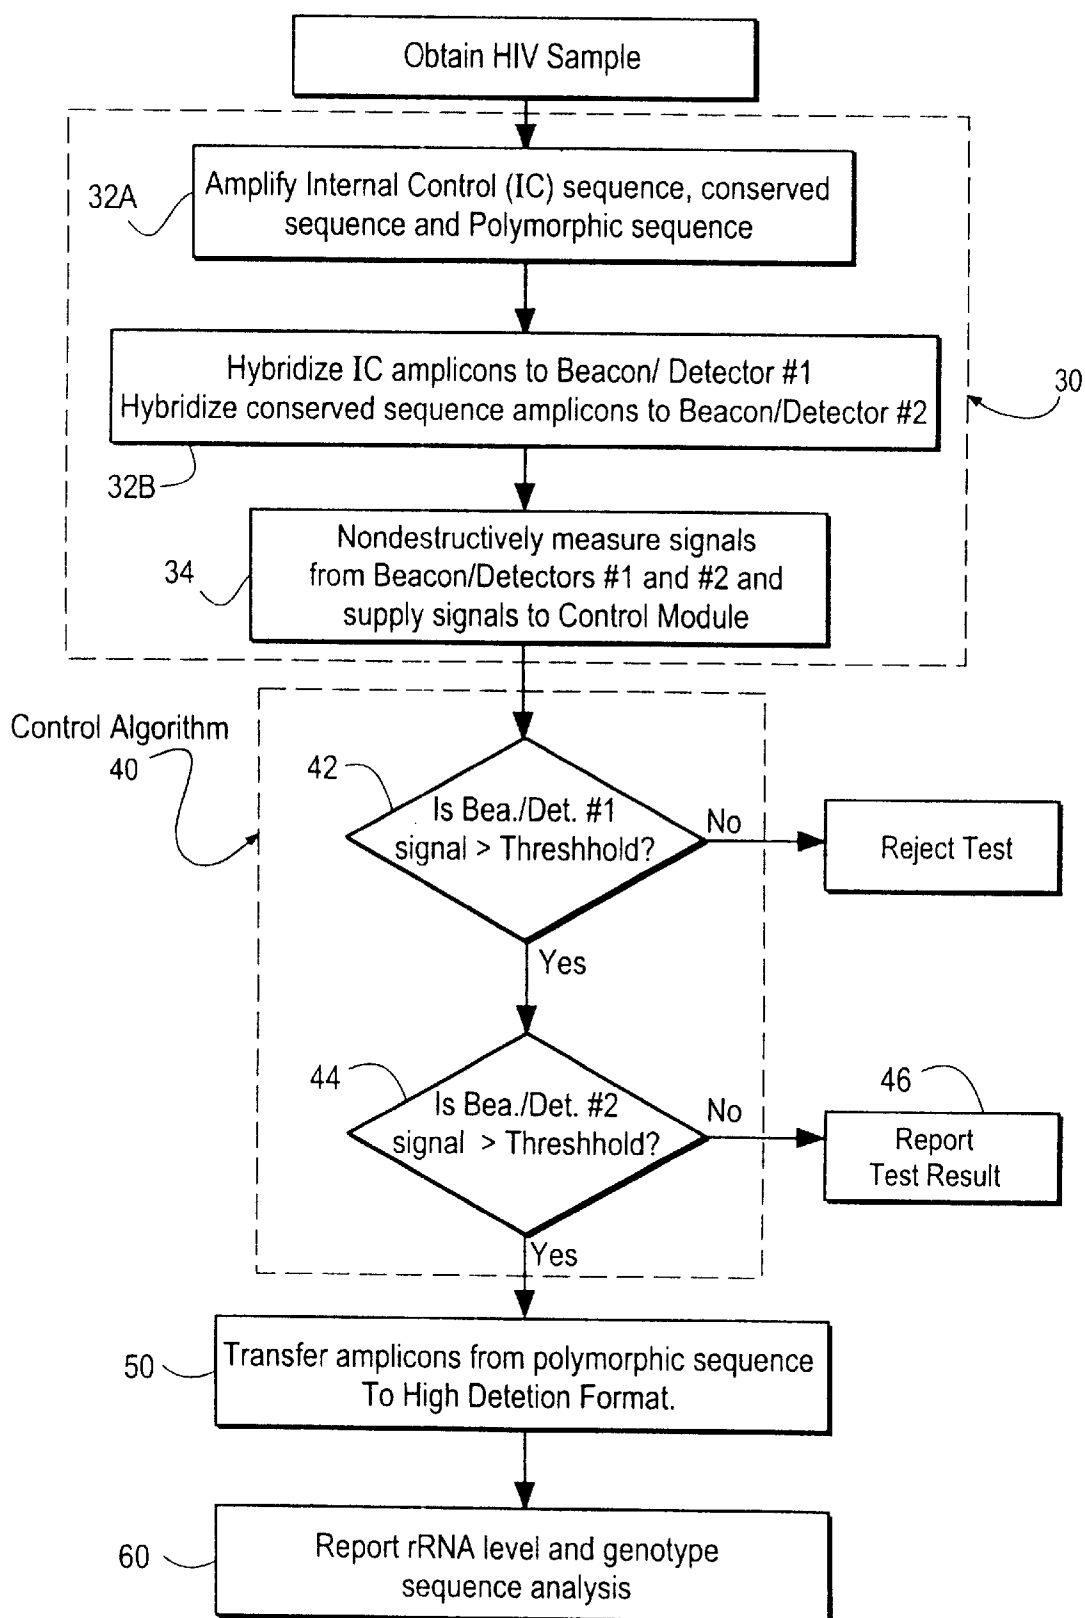 Obtain HIV Sample
32A
Amplify Internal Control (IC) sequence, conserved
sequence and Polymorphic sequence
Hybridize IC amplicons to Beacon/ Detector #1
Hybridize conserved sequence amplicons to Beacon/Detector #2
30
32B
34
Nondestructively measure signals
from Beacon/Detectors #1 and #2 and
supply signals to Control Module
Control Algorithm
40
42
Is Bea./Det. #1
signal > Threshhold?
No
Reject Test
Yes
44
Is Bea./Det. #2
signal > Threshhold?
No
46
Report
Test Result
Yes
50
Transfer amplicons from polymorphic sequence
To High Detetion Format.
60
Report rRNA level and genotype
sequence analysis